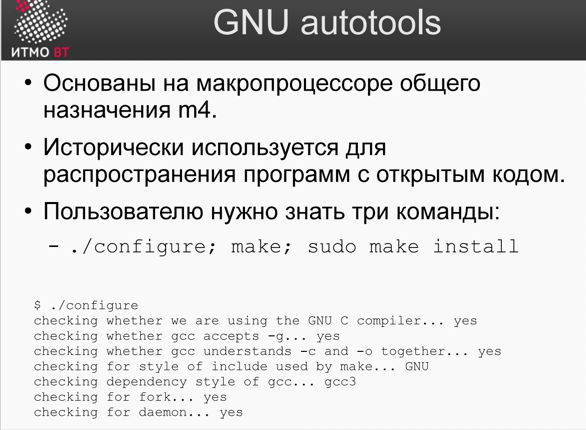 GNU autotools
ИТМО ВТ
• Основаны на макропроцессоре общего
назначения m4.
• Исторически используется для
распространения программ с открытым кодом.
• Пользователю нужно знать три команды:
– ./configure; make; sudo make install
$ ./configure
checking whether we are using the GNU C compiler... yes
checking whether gcc accepts -g... yes
checking whether gcc understands -c and -o together... yes
checking for style of include used by make... GNU
checking dependency style of gcc... gcc3
checking for fork... yes
checking for daemon... yes